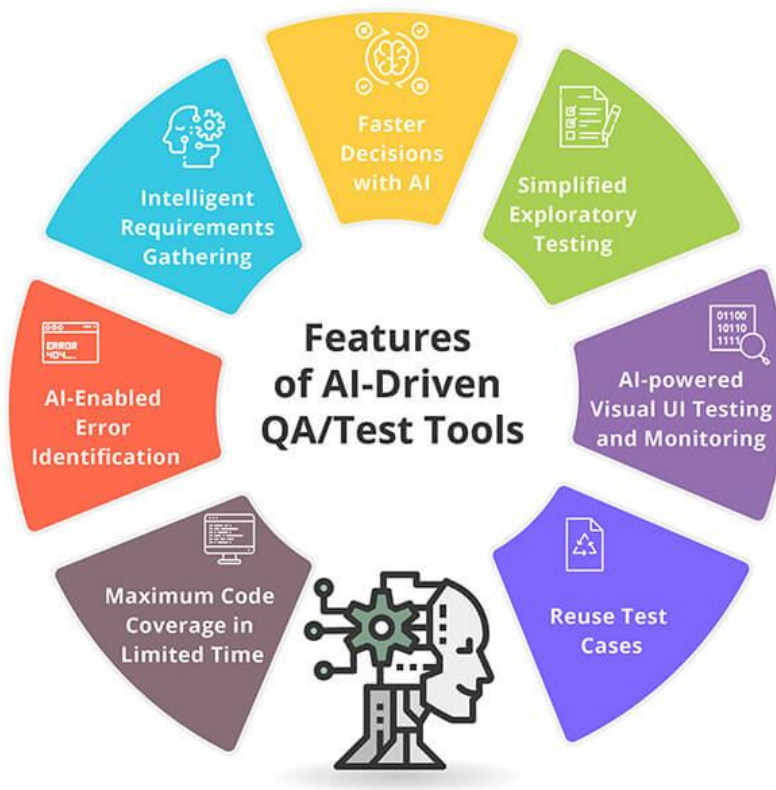 Features
of AI-Driven
QA/Test Tools
Faster
Decisions
with AI
Simplified
Exploratory
Testing
01100
10110
1111
AI-powered
Visual UI Testing
and Monitoring
Reuse Test
Cases
Maximum Code
Coverage in
Limited Time
ERROR
404
AI-Enabled
Error
Identification
Intelligent
Requirements
Gathering